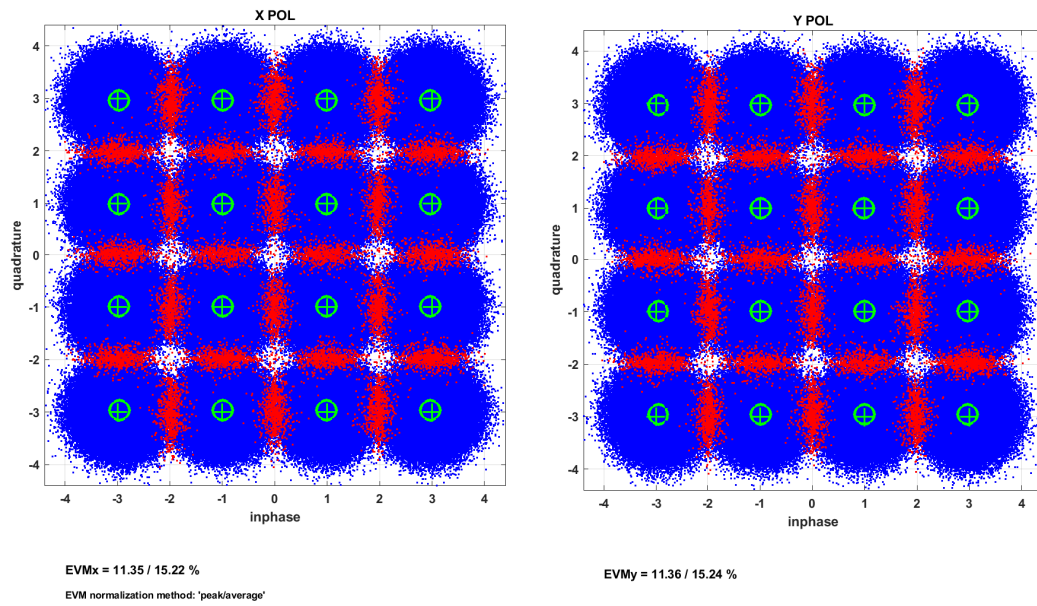 X POL
4
3
2
1
0
-1
-2
-3
-4
quadrature
-4 -3 -2 -1 0 1 2 3 4
inphase
EVMx = 11.35 / 15.22 %
EVM normalization method: 'peak/average'
Y POL
4
3
2
1
0
-1
-2
-3
-4
quadrature
-4 -3 -2 -1 0 1 2 3 4
inphase
EVMy = 11.36 / 15.24 %